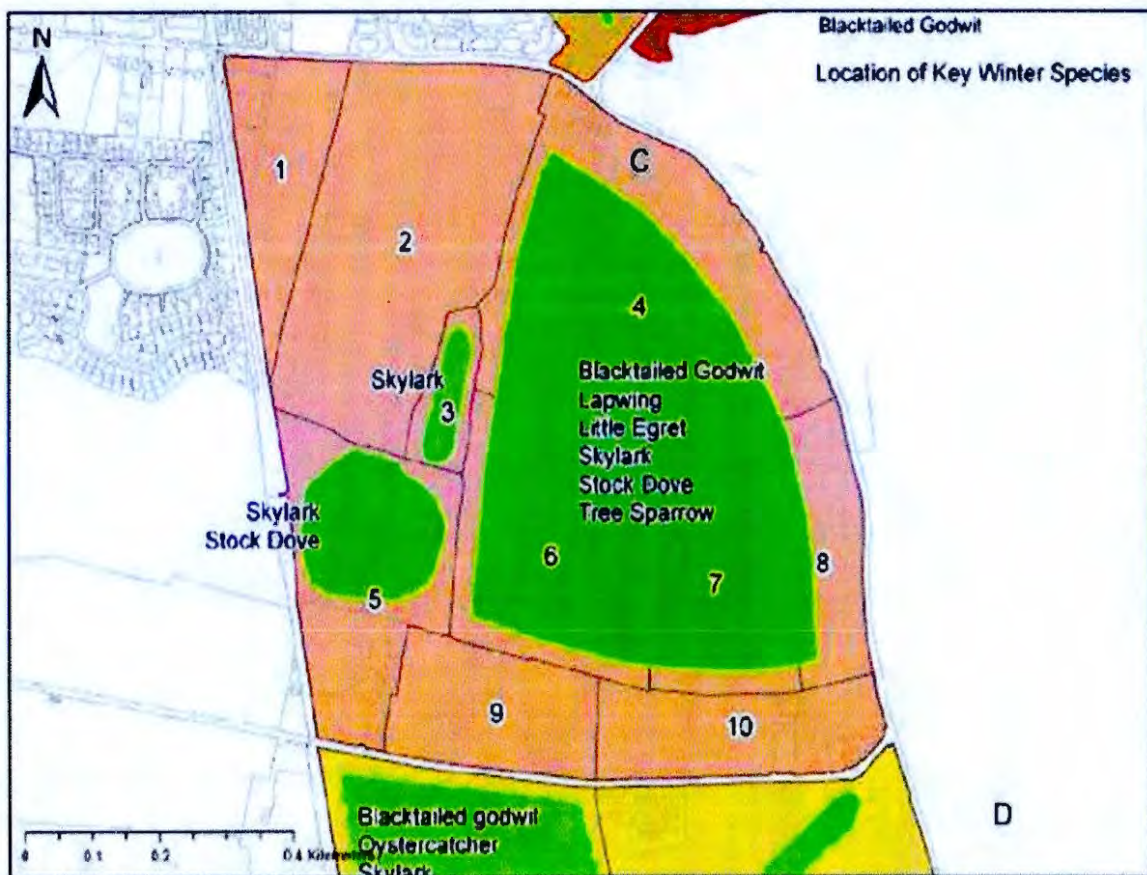 Blacktailed Godwit
Location of Key Winter Species
N
C
1
2
4
Skylark
3
Blacktailed Godwit
Lapwing
Little Egret
Skylark
Stock Dove
Tree Sparrow
Skylark
Stock Dove
5
6
7
8
9
10
D
Blacktailed godwit
Oystercatcher
Skylark
0 0.1 0.2 0.4 Kilometers